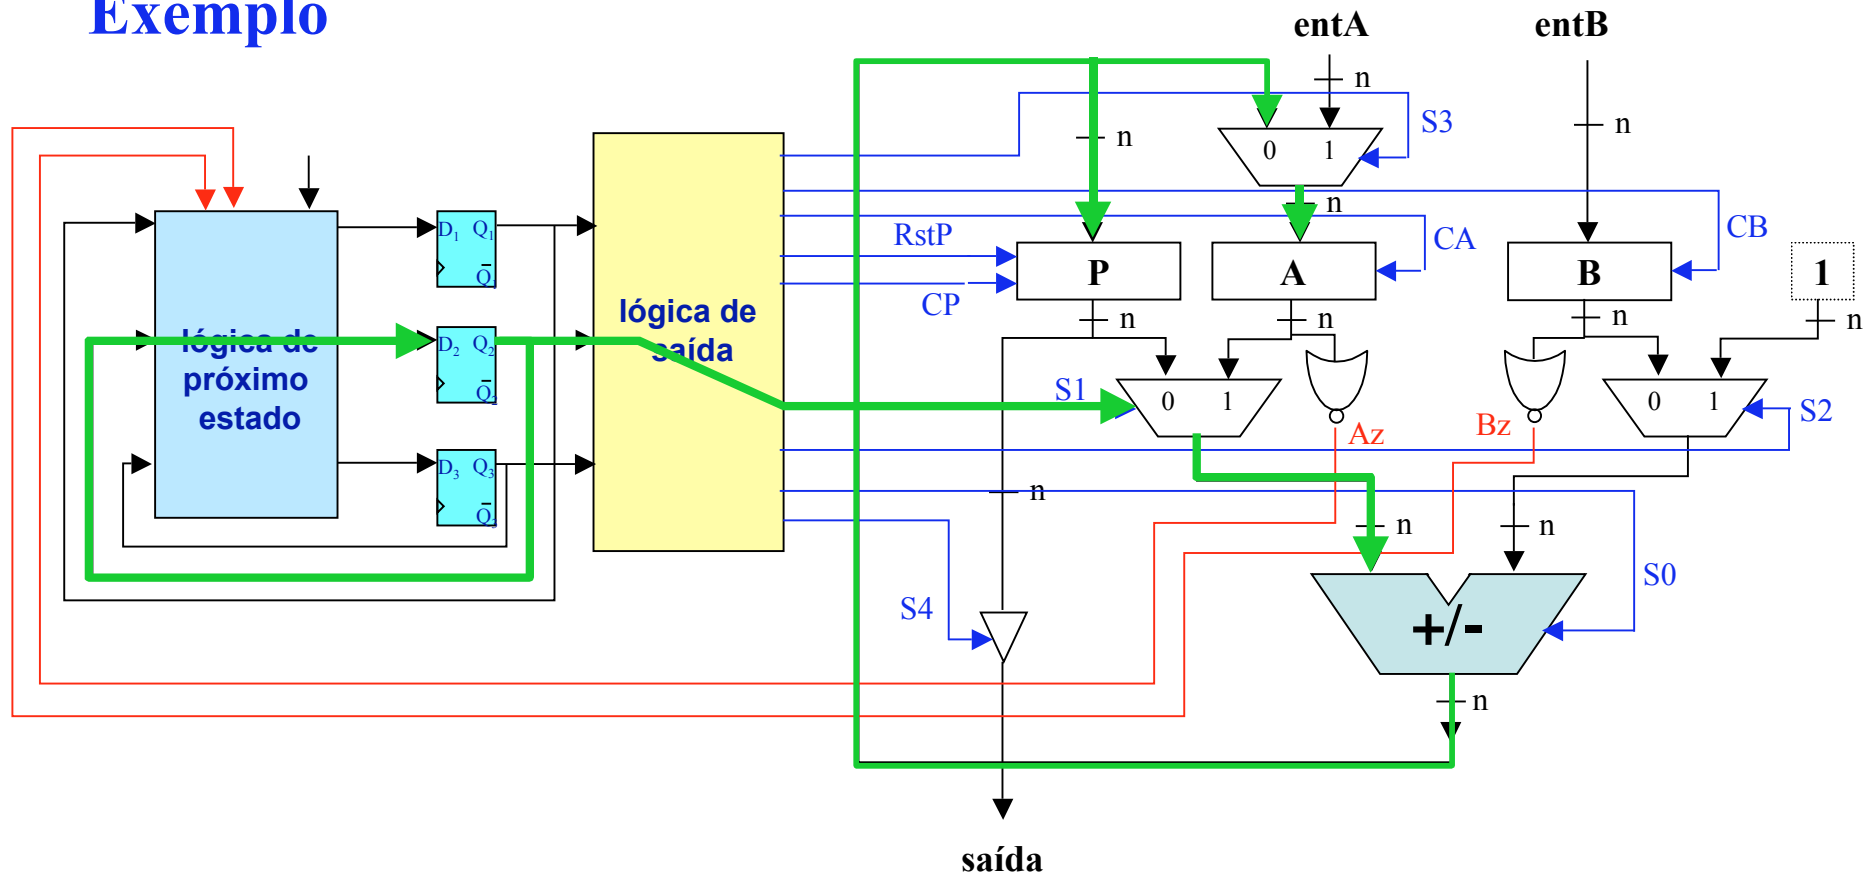 Exemplo
entA
entB
n
n
n
S3
0 1
n
CB
CA
RstP
CP
P
A
B
1
n
n
n
n
D1 Q1
Q̅1
D2 Q2
Q̅2
D3 Q3
Q̅3
lógica de
próximo
estado
lógica de
saída
S1
0 1
Az
Bz
0 1
S2
n
n
n
S0
S4
+/-
n
saída